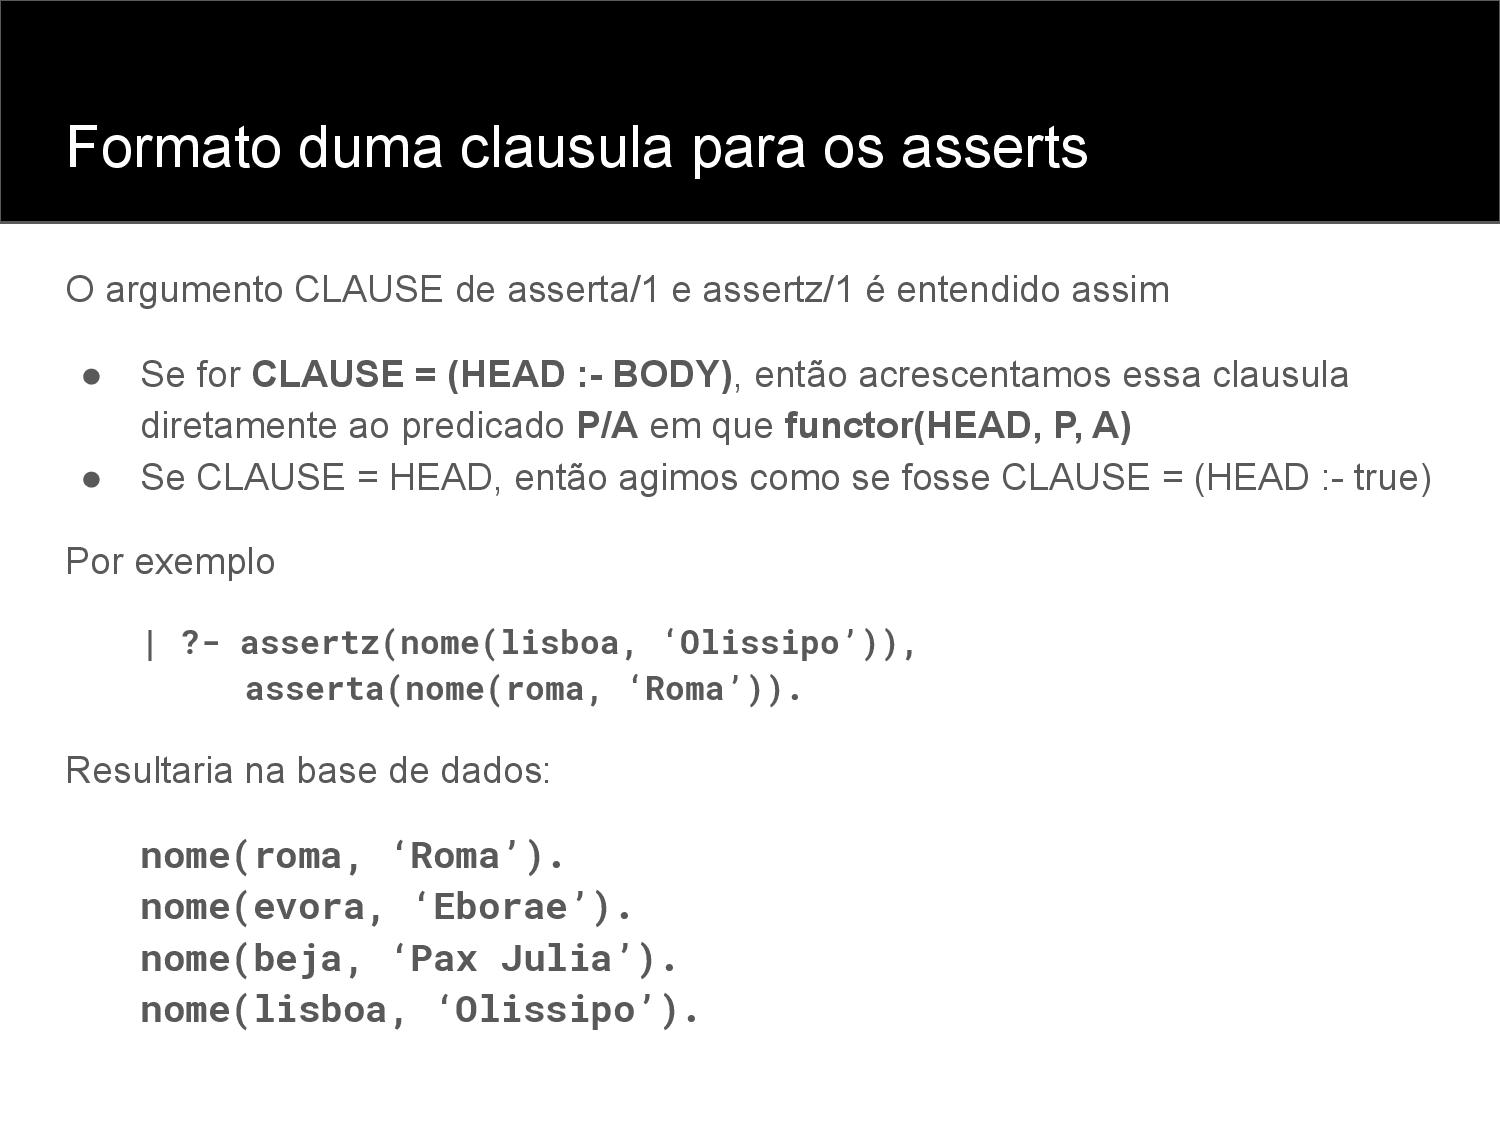 Formato duma clausula para os asserts
O argumento CLAUSE de asserta/1 e assertz/1 é entendido assim
● Se for CLAUSE = (HEAD :- BODY), então acrescentamos essa clausula
diretamente ao predicado P/A em que functor(HEAD, P, A)
● Se CLAUSE = HEAD, então agimos como se fosse CLAUSE = (HEAD :- true)
Por exemplo
| ?- assertz(nome(lisboa, ‘Olissipo’)),
asserta(nome(roma, ‘Roma’)).
Resultaria na base de dados:
nome(roma, ‘Roma’).
nome(evora, ‘Eborae’).
nome(beja, ‘Pax Julia’).
nome(lisboa, ‘Olissipo’).